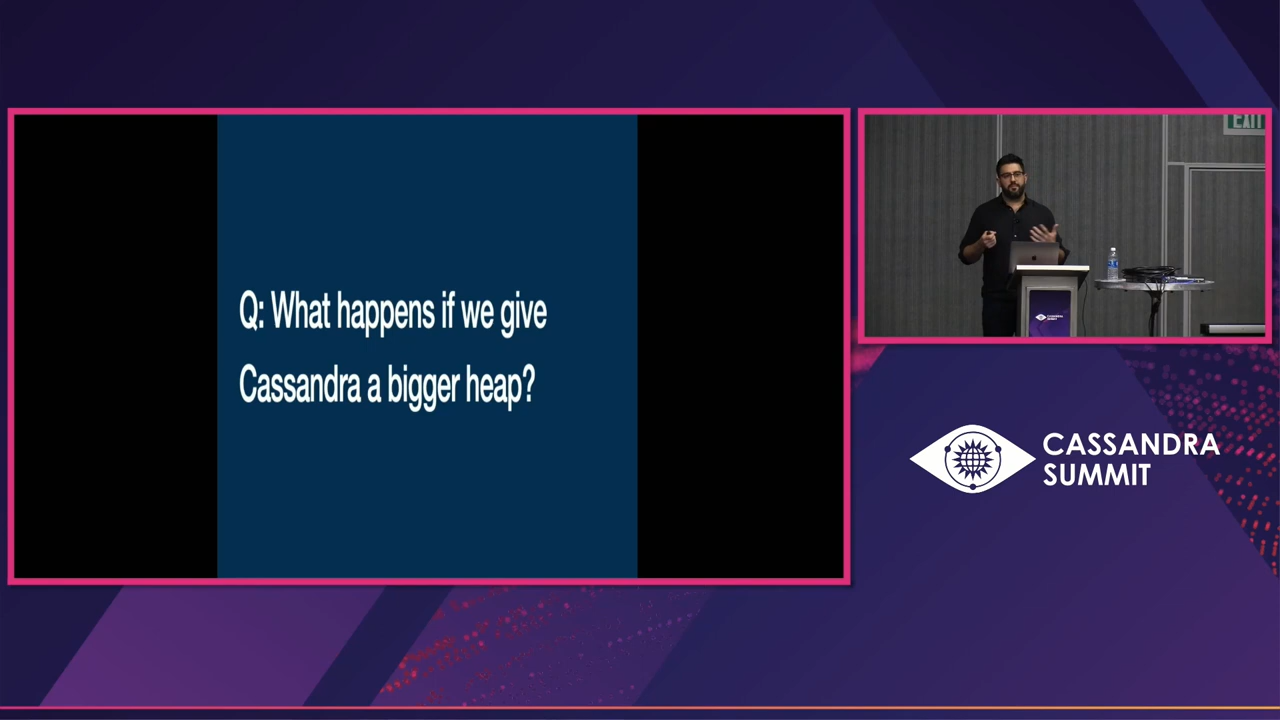 Q: What happens if we give
Cassandra a bigger heap?
EXIT
CASSANDRA
SUMMIT